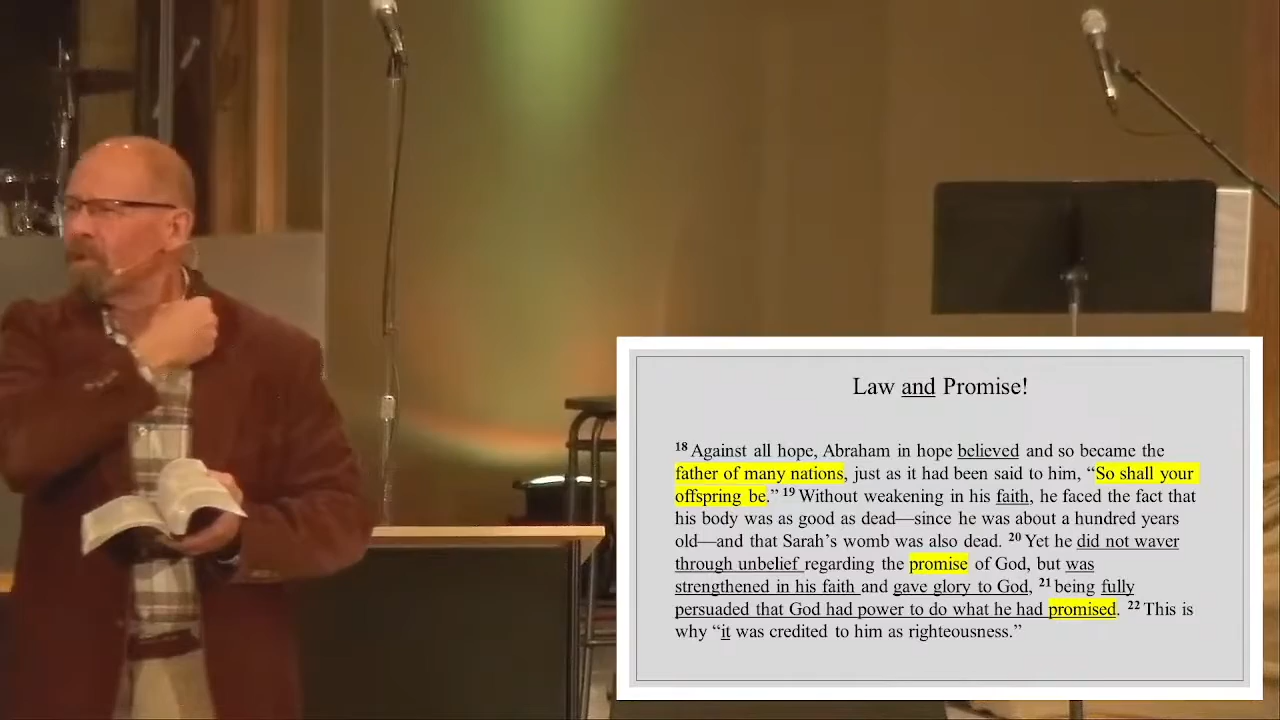 Law and Promise!
18 Against all hope, Abraham in hope believed and so became the
father of many nations, just as it had been said to him, “So shall your
offspring be.” 19 Without weakening in his faith, he faced the fact that
his body was as good as dead—since he was about a hundred years
old—and that Sarah’s womb was also dead. 20 Yet he did not waver
through unbelief regarding the promise of God, but was
strengthened in his faith and gave glory to God, 21 being fully
persuaded that God had power to do what he had promised. 22 This is
why “it was credited to him as righteousness.”